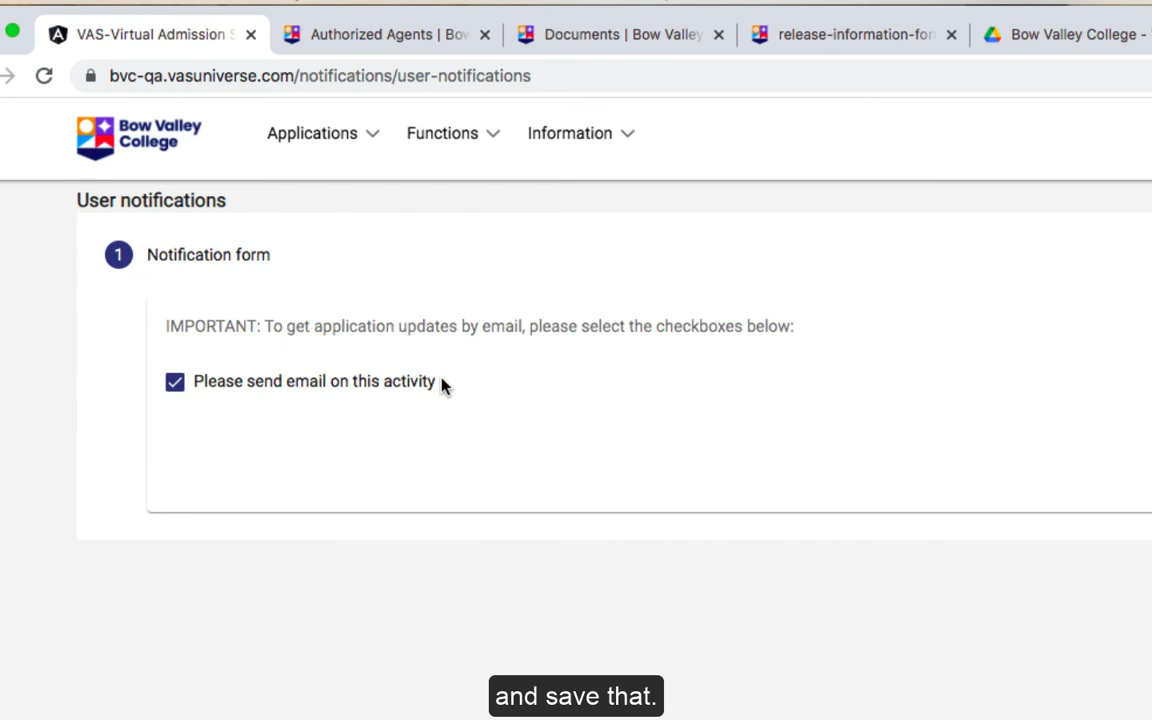 VAS-Virtual Admission
Authorized Agents | Bow
Documents | Bow Valley
release-information-for
Bow Valley College -
bvc-qa.vasuniverse.com/notifications/user-notifications
Bow Valley
College
Applications
Functions
Information
User notifications
1 Notification form
IMPORTANT: To get application updates by email, please select the checkboxes below:
Please send email on this activity
and save that.